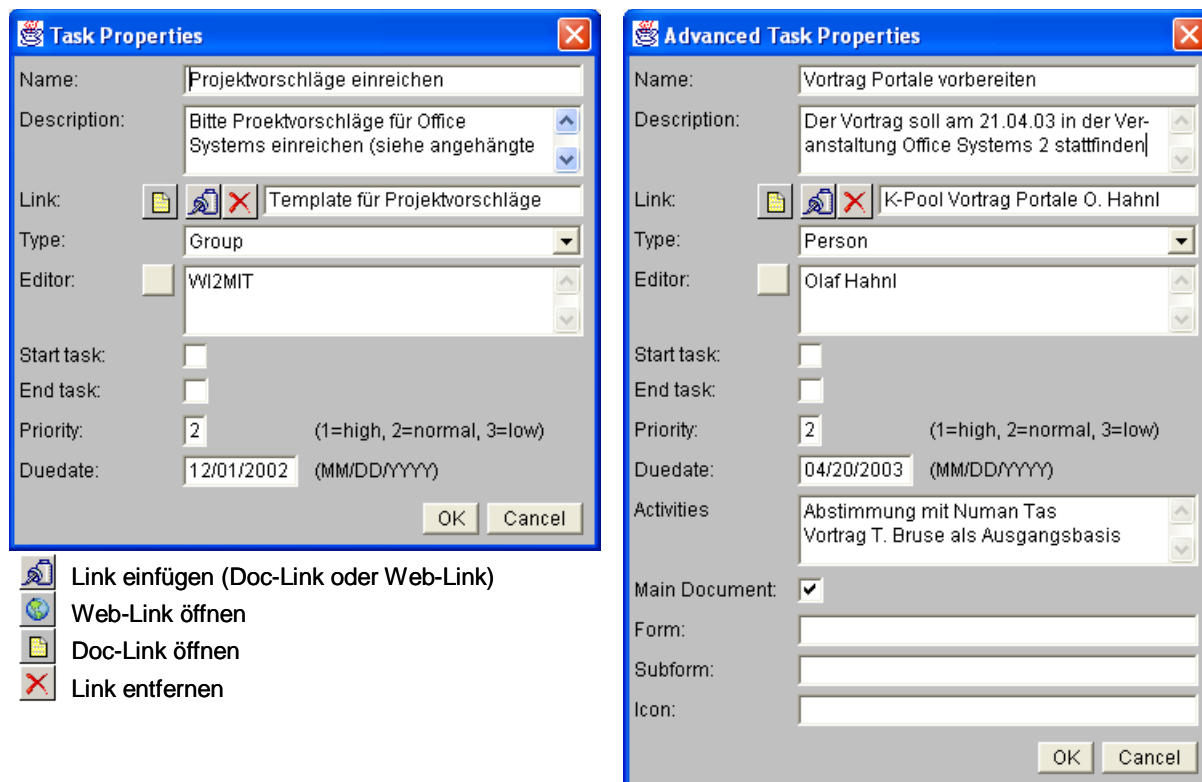 Task Properties
Name: Projektvorschläge einreichen
Description: Bitte Proektvorschläge für Office
Systems einreichen (siehe angehängte
Link: Template für Projektvorschläge
Type: Group
Editor: WI2MIT
Start task:
End task:
Priority: 2 (1=high, 2=normal, 3=low)
Duedate: 12/01/2002 (MM/DD/YYYY)
OK Cancel
Link einfügen (Doc-Link oder Web-Link)
Web-Link öffnen
Doc-Link öffnen
Link entfernen
Advanced Task Properties
Name: Vortrag Portale vorbereiten
Description: Der Vortrag soll am 21.04.03 in der Ver-
anstaltung Office Systems 2 stattfinden
Link: K-Pool Vortrag Portale O. Hahnl
Type: Person
Editor: Olaf Hahnl
Start task:
End task:
Priority: 2 (1=high, 2=normal, 3=low)
Duedate: 04/20/2003 (MM/DD/YYYY)
Activities Abstimmung mit Numan Tas
Vortrag T. Bruse als Ausgangsbasis
Main Document:
Form:
Subform:
Icon:
OK Cancel